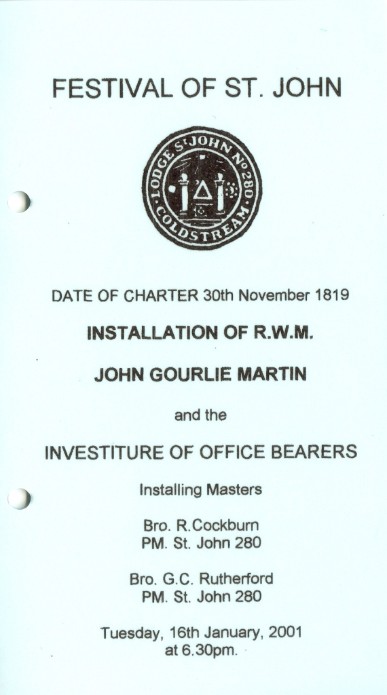 FESTIVAL OF ST. JOHN
LODGE ST JOHN No 280
COLDSTREAM
DATE OF CHARTER 30th November 1819
INSTALLATION OF R.W.M.
JOHN GOURLIE MARTIN
and the
INVESTITURE OF OFFICE BEARERS
Installing Masters
Bro. R.Cockburn
PM. St. John 280
Bro. G.C. Rutherford
PM. St. John 280
Tuesday, 16th January, 2001
at 6.30pm.